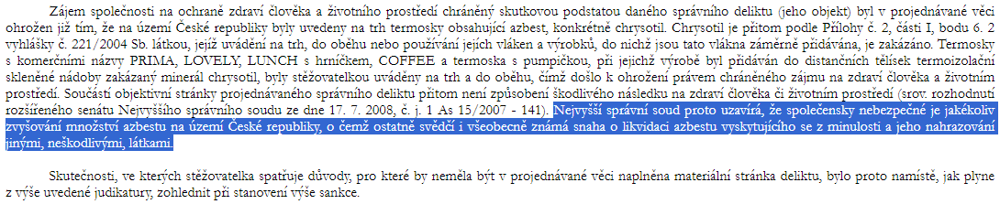 Zájem společnosti na ochraně zdraví člověka a životního prostředí chráněný skutkovou podstatou daného správního deliktu (jeho objekt) byl v projednávané věci
ohrožen již tím, že na území České republiky byly uvedeny na trh termosky obsahující azbest, konkrétně chrysotil. Chrysotil je přitom podle Přílohy č. 2, části I, bodu 6. 2
vyhlášky č. 221/2004 Sb. látkou, jejíž uvádění na trh, do oběhu nebo používání jejích vláken a výrobků, do nichž jsou tato vlákna záměrně přidávána, je zakázáno. Termosky
s komerčními názvy PRIMA, LOVELY, LUNCH s hrníčkem, COFFEE a termoska s pumpičkou, při jejichž výrobě byl přidáván do distančních tělísek termoizolační
skleněné nádoby zakázaný minerál chrysotil, byly stěžovatelkou uváděny na trh a do oběhu, čímž došlo k ohrožení právem chráněného zájmu na zdraví člověka a životním
prostředí. Součástí objektivní stránky projednávaného správního deliktu přitom není způsobení škodlivého následku na zdraví člověka či životním prostředí (srov. rozhodnutí
rozšířeného senátu Nejvyššího správního soudu ze dne 17. 7. 2008, č. j. 1 As 15/2007 - 141). Nejvyšší správní soud proto uzavírá, že společensky nebezpečné je jakékoliv
zvyšování množství azbestu na území České republiky, o čemž ostatně svědčí i všeobecně známá snaha o likvidaci azbestu vyskytujícího se z minulosti a jeho nahrazování
jinými, neškodlivými, látkami.
Skutečnosti, ve kterých stěžovatelka spatřuje důvody, pro které by neměla být v projednávané věci naplněna materiální stránka deliktu, bylo proto namístě, jak plyne
z výše uvedené judikatury, zohlednit při stanovení výše sankce.